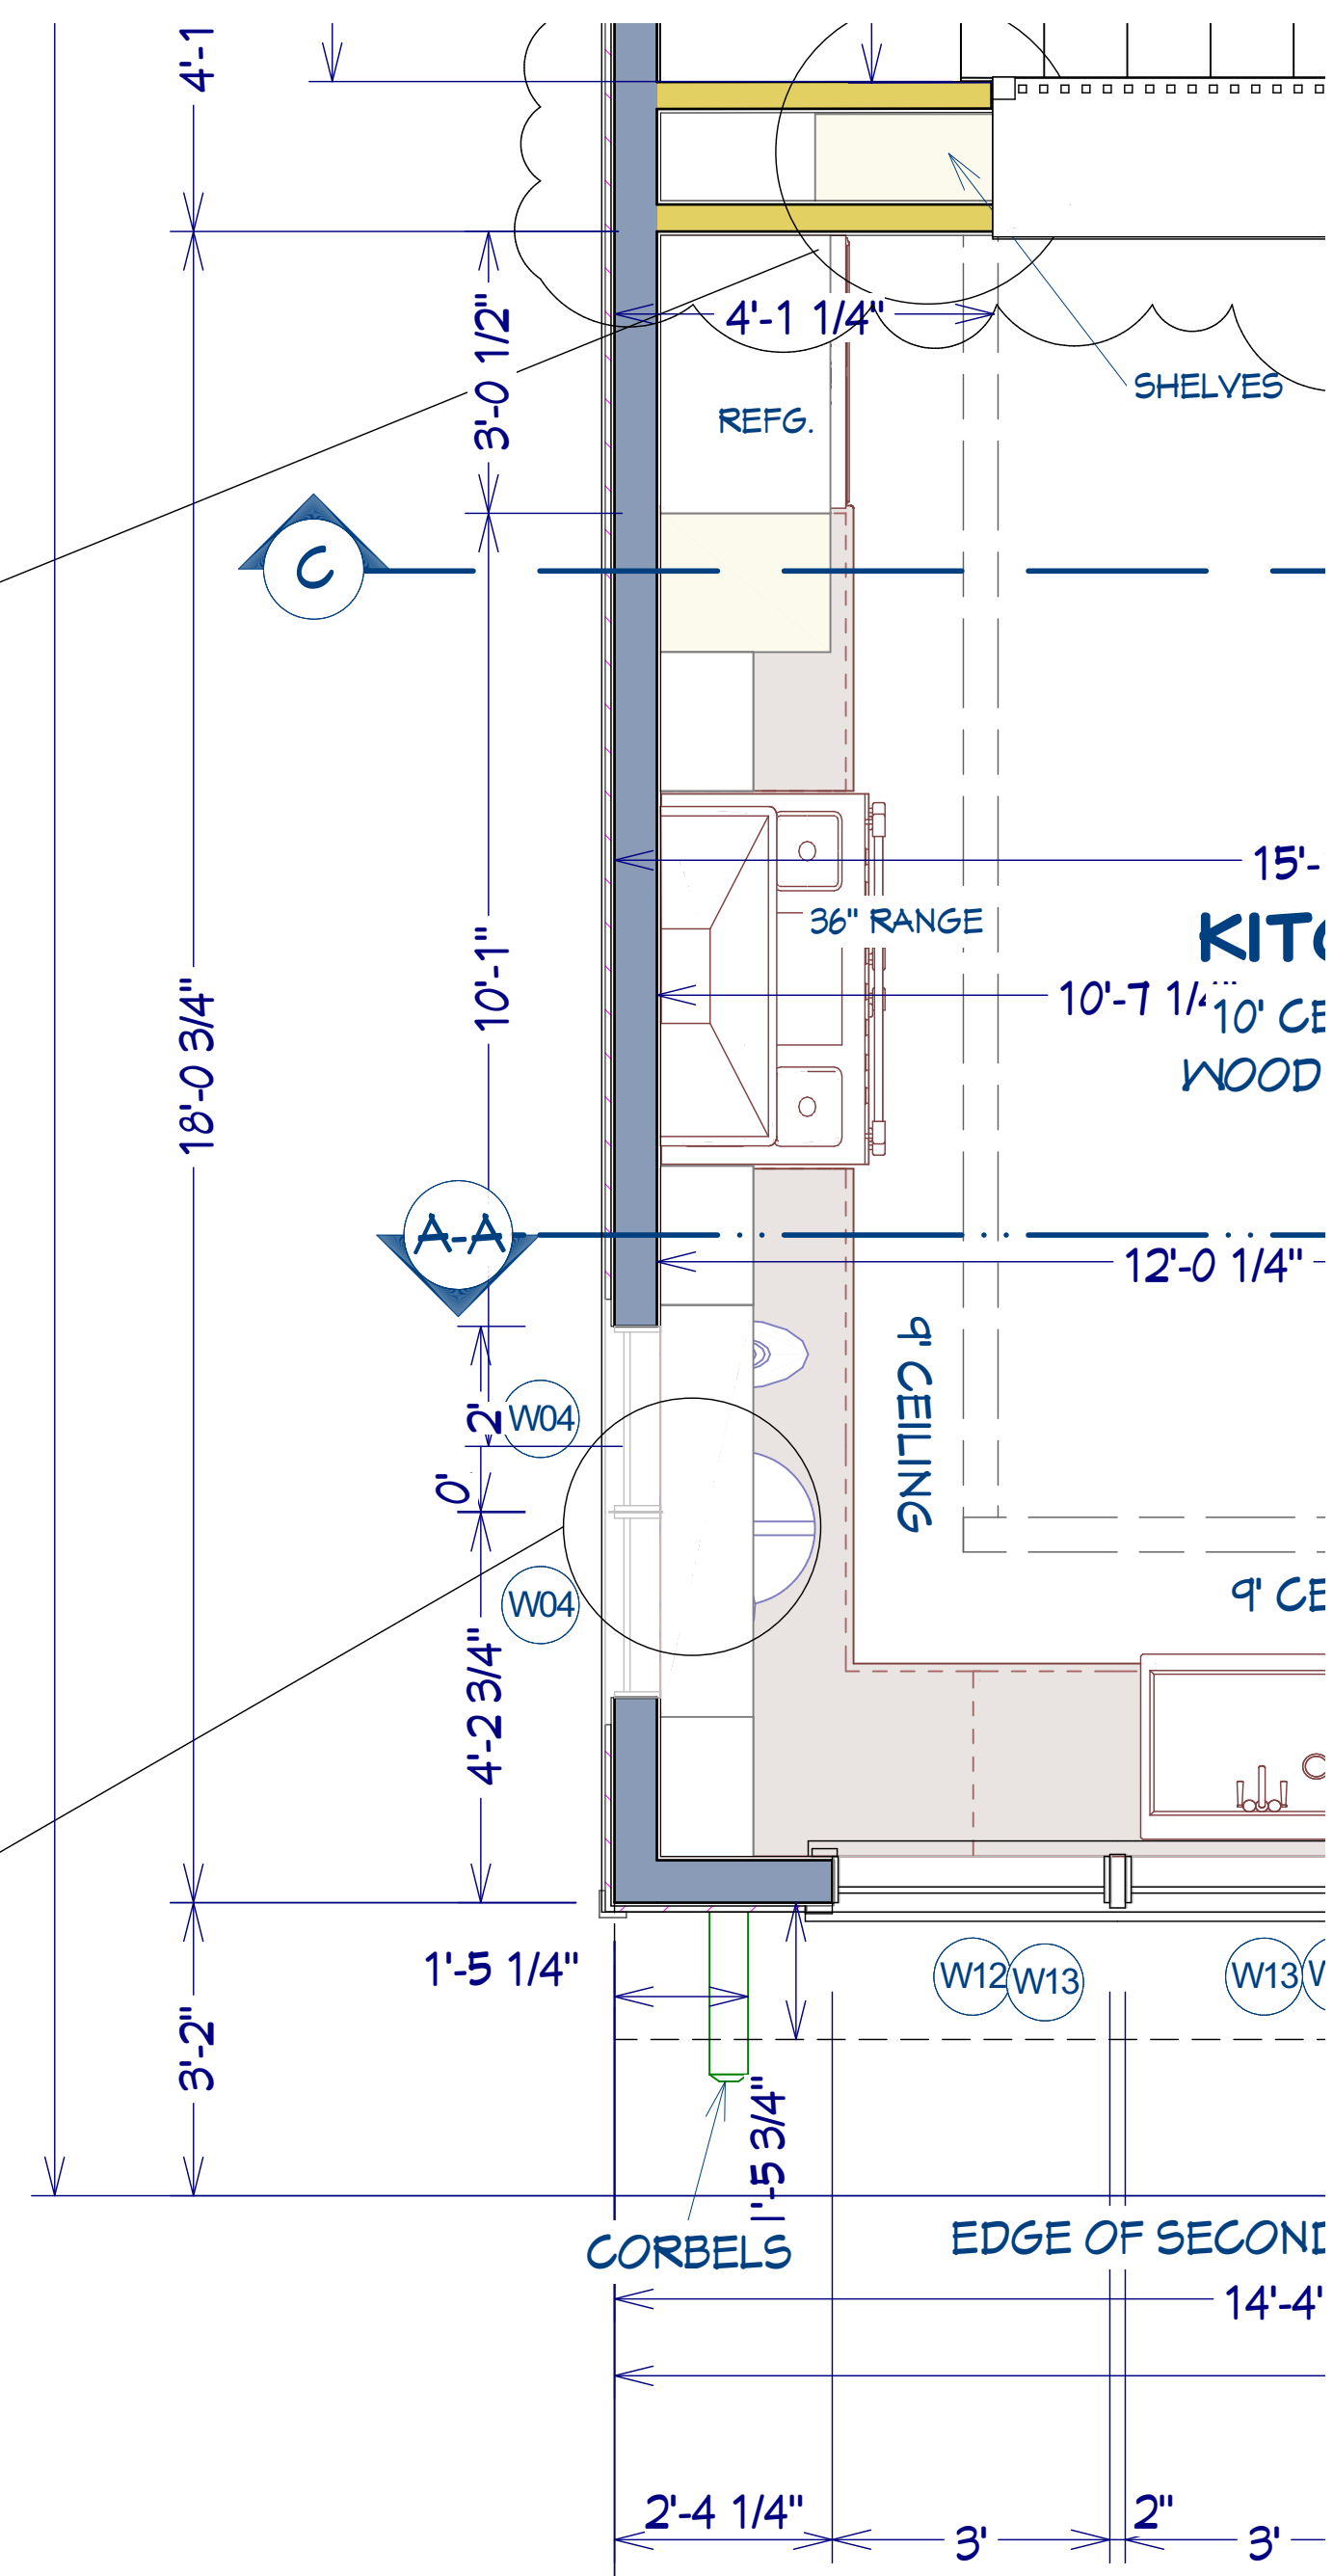 4'-1
4'-1 1/4"
3'-0 1/2"
SHELVES
REFG.
C
15'-
36" RANGE
10'-1"
10'-7 1/4"
10' CE
18'-0 3/4"
WOOD
A-A
12'-0 1/4"
9' CEILING
2'
W04
0'
W04
9' CE
4'-2 3/4"
1'-5 1/4"
W12
W13
W13
3'-2"
1'-5 3/4"
CORBELS
EDGE OF SECOND
14'-4"
2'-4 1/4"
3'
2"
3'